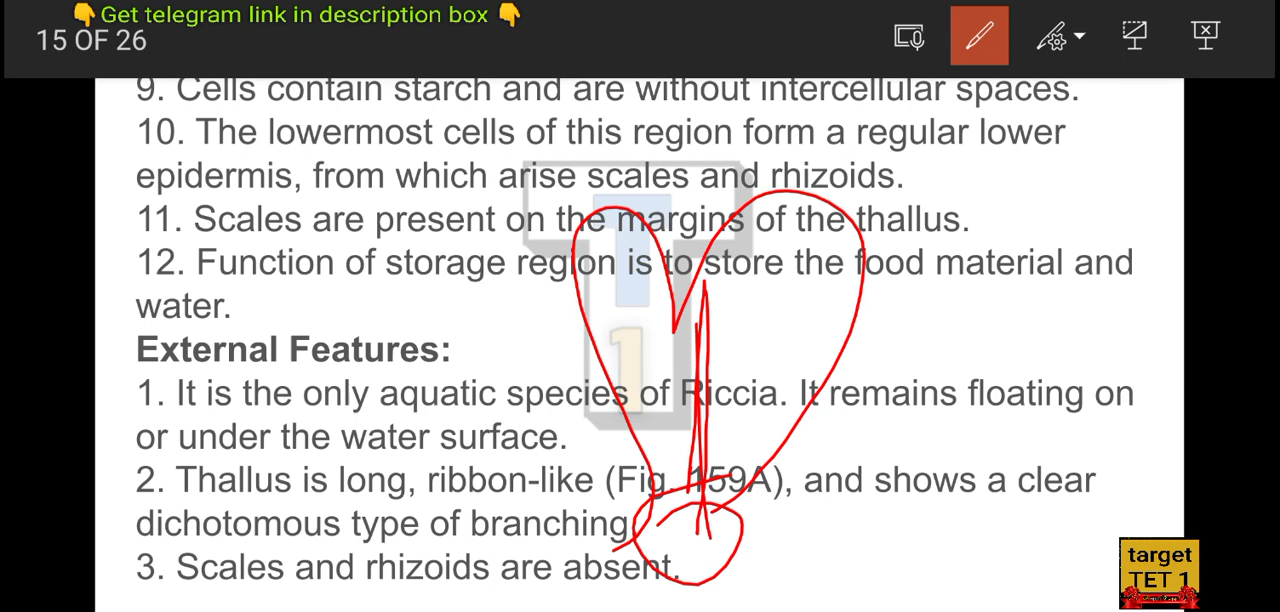 👇Get telegram link in description box 👇
15 OF 26
9. Cells contain starch and are without intercellular spaces.
10. The lowermost cells of this region form a regular lower
epidermis, from which arise scales and rhizoids.
11. Scales are present on the margins of the thallus.
12. Function of storage region is to store the food material and
water.
External Features:
1. It is the only aquatic species of Riccia. It remains floating on
or under the water surface.
2. Thallus is long, ribbon-like (Fig. 159A), and shows a clear
dichotomous type of branching.
3. Scales and rhizoids are absent.
T
1
target
TET 1